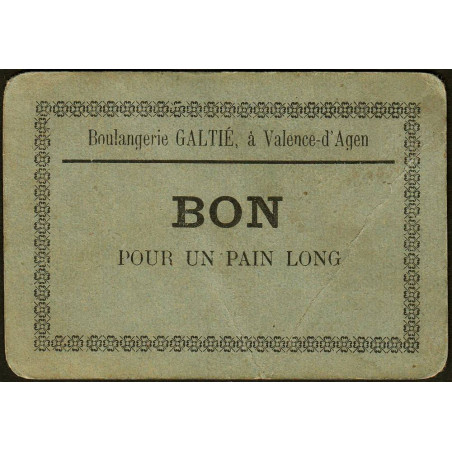 Boulangerie GALTIÉ, à Valence-d'Agen
BON
POUR UN PAIN LONG